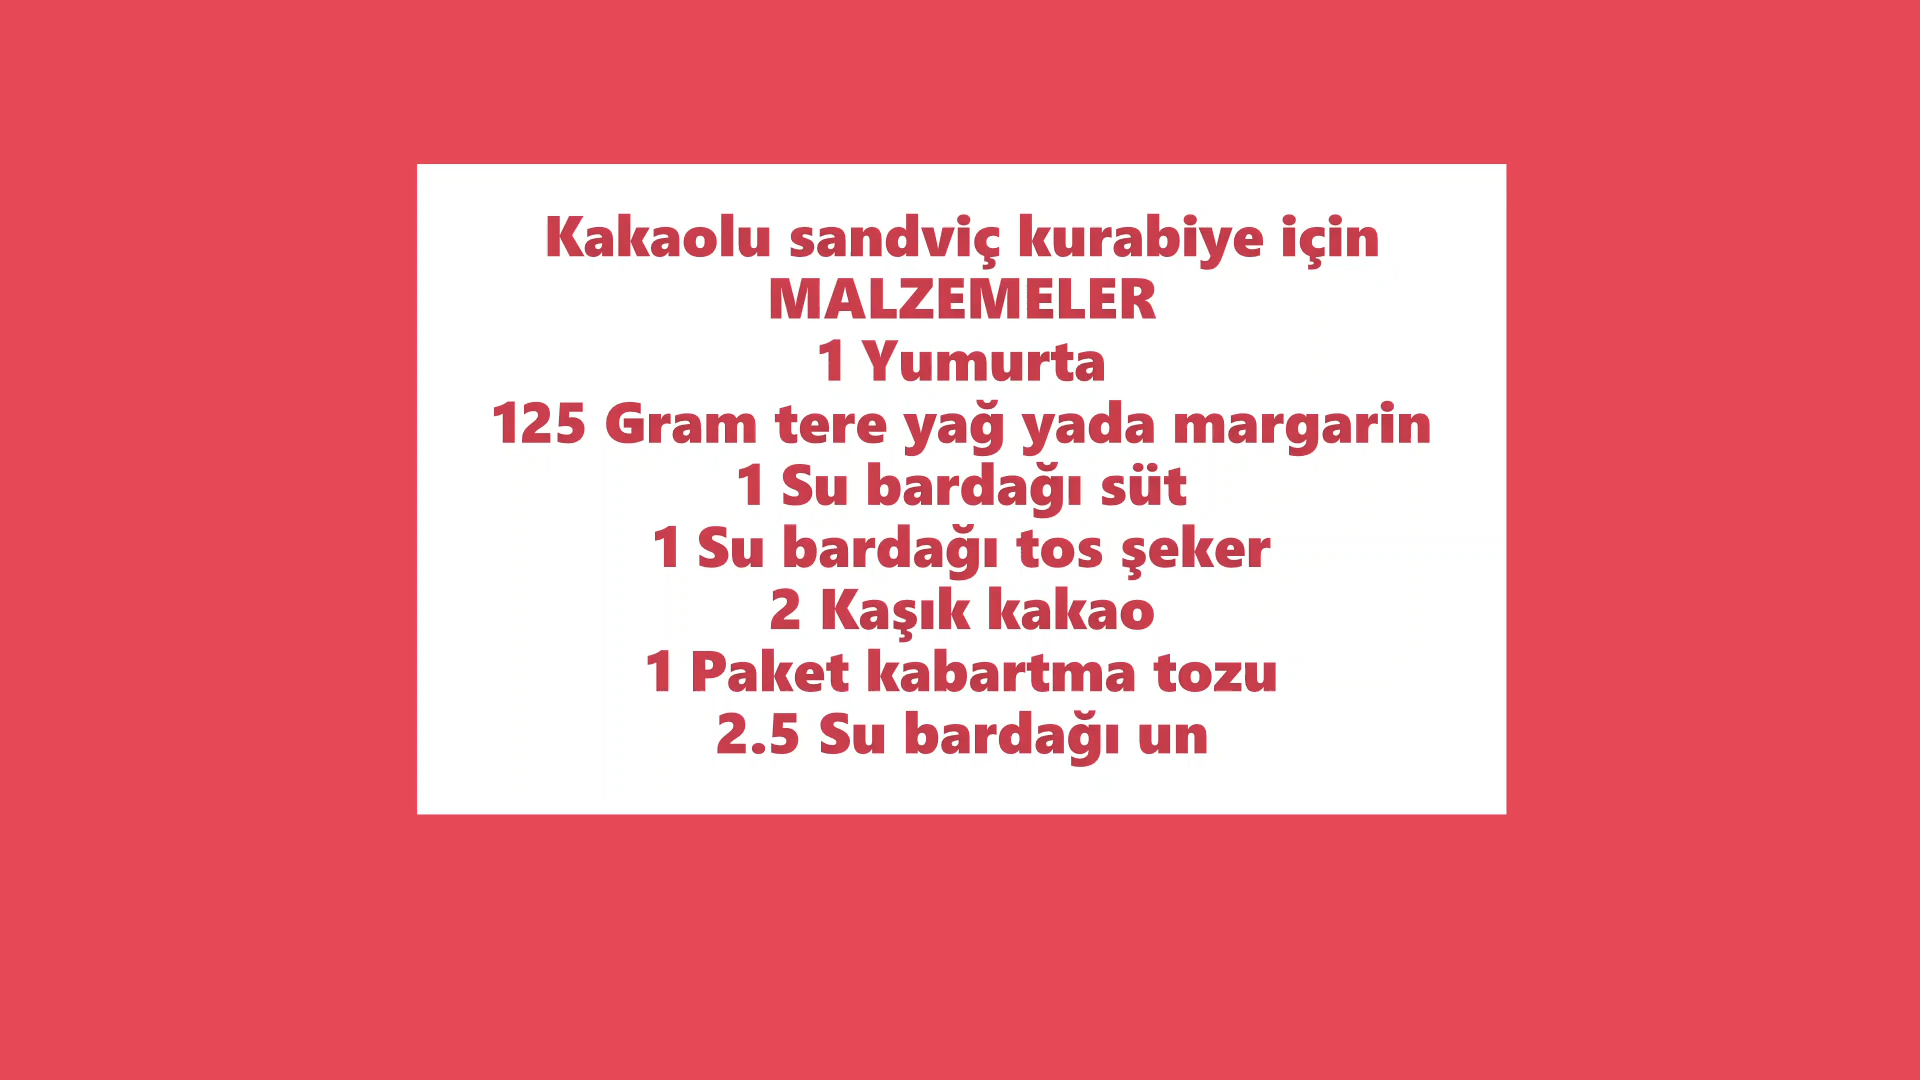 Kakaolu sandviç kurabiye için
MALZEMELER
1 Yumurta
125 Gram tere yağ yada margarin
1 Su bardağı süt
1 Su bardağı tos şeker
2 Kaşık kakao
1 Paket kabartma tozu
2.5 Su bardağı un